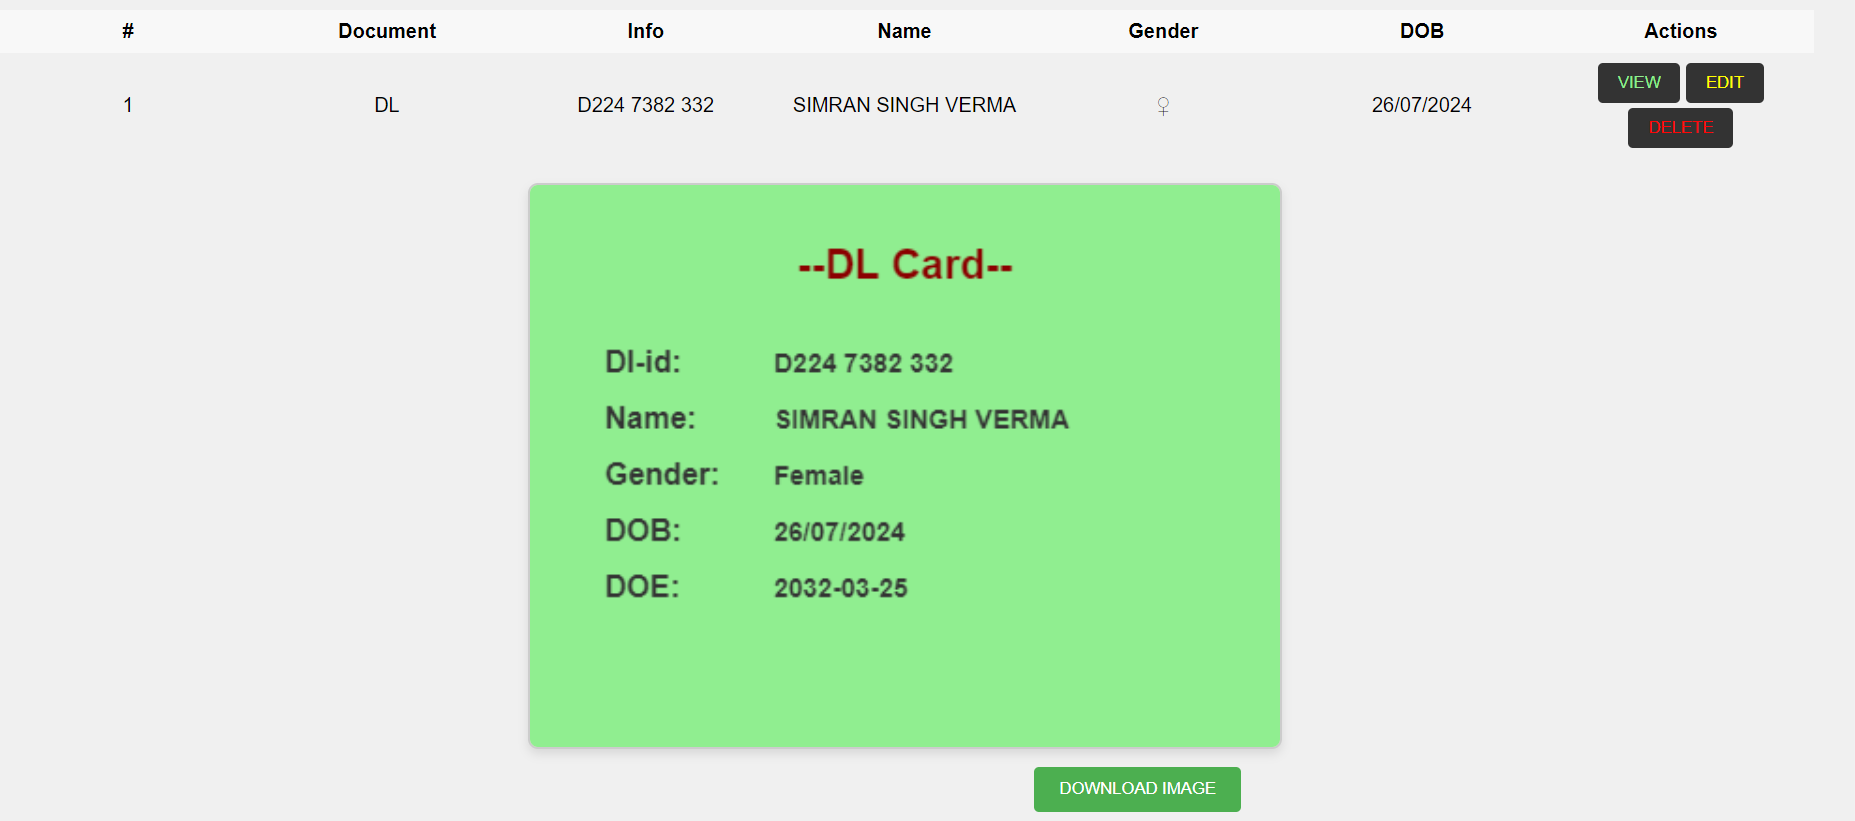 # Document Info Name Gender DOB Actions
1 DL D224 7382 332 SIMRAN SINGH VERMA ♀ 26/07/2024 VIEW EDIT
DELETE
--DL Card--
Dl-id: D224 7382 332
Name: SIMRAN SINGH VERMA
Gender: Female
DOB: 26/07/2024
DOE: 2032-03-25
DOWNLOAD IMAGE